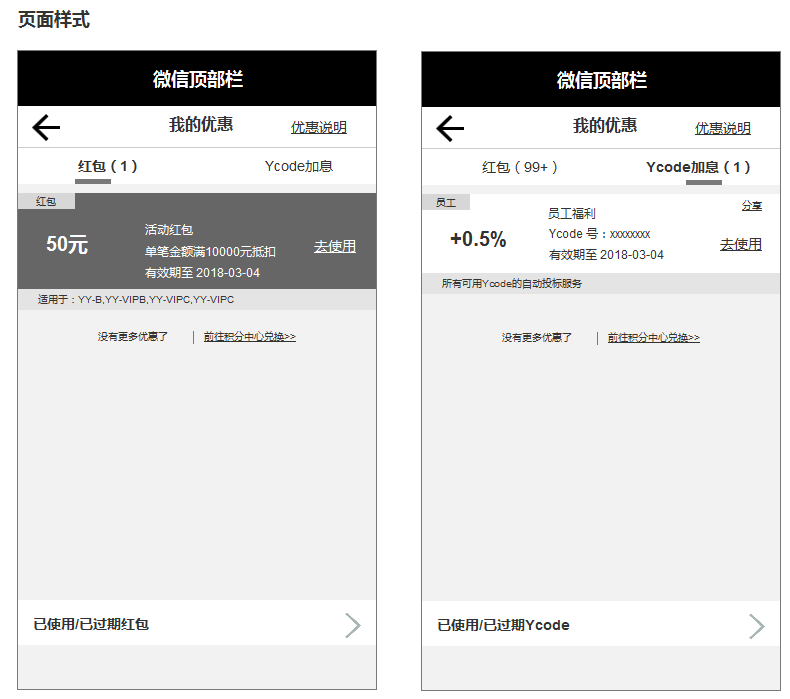 页面样式
微信顶部栏
我的优惠
优惠说明
红包（1）
Ycode加息
红包
50元
活动红包
单笔金额满10000元抵扣
有效期至 2018-03-04
去使用
适用于：YY-B,YY-VIPB,YY-VIPC,YY-VIPC
没有更多优惠了
前往积分中心兑换>>
已使用/已过期红包
微信顶部栏
我的优惠
优惠说明
红包（99+）
Ycode加息（1）
员工
+0.5%
员工福利
Ycode 号：xxxxxxxx
有效期至 2018-03-04
分享
去使用
所有可用Ycode的自动投标服务
没有更多优惠了
前往积分中心兑换>>
已使用/已过期Ycode